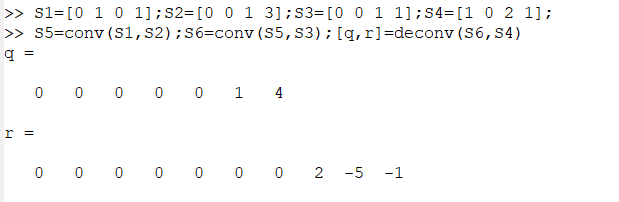 >> S1=[0 1 0 1];S2=[0 0 1 3];S3=[0 0 1 1];S4=[1 0 2 1];
>> S5=conv(S1,S2);S6=conv(S5,S3);[q,r]=deconv(S6,S4)
q =
0 0 0 0 0 1 4
r =
0 0 0 0 0 0 0 2 -5 -1